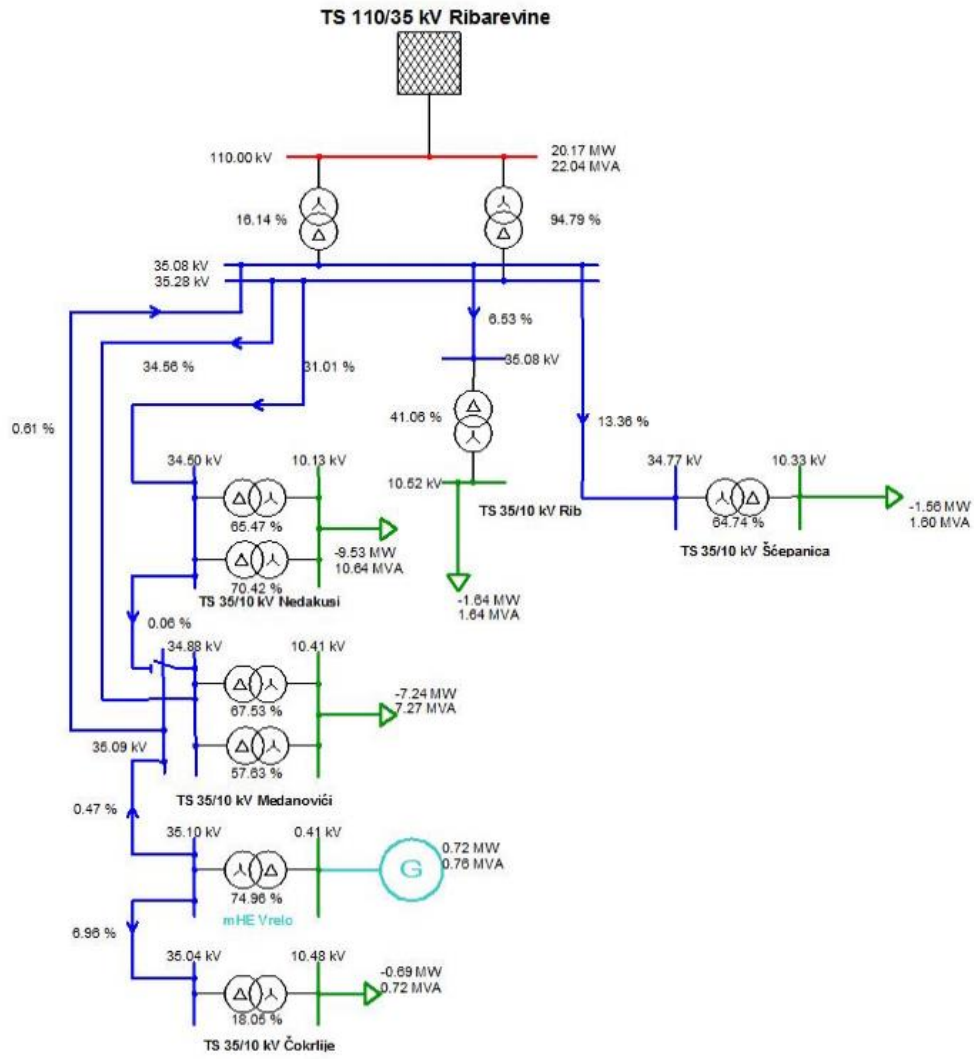 TS 110/35 kV Ribarevine
110.00 kV
20.17 MW
22.04 MVA
16.14 %
94.79 %
35.08 kV
35.28 kV
6.53 %
34.56 %
31.01 %
35.08 kV
0.61 %
41.06 %
13.36 %
34.50 kV
10.13 kV
10.52 kV
34.77 kV
10.33 kV
65.47 %
TS 35/10 kV Rib
64.74 %
-1.56 MW
1.60 MVA
-9.53 MW
10.64 MVA
TS 35/10 kV Šćepanica
70.42 %
TS 35/10 kV Nedakusi
-1.64 MW
1.64 MVA
0.06 %
34.88 kV
10.41 kV
67.53 %
-7.24 MW
7.27 MVA
35.09 kV
57.63 %
TS 35/10 kV Medanovići
0.47 %
35.10 kV
0.41 kV
0.72 MW
0.76 MVA
G
74.96 %
mHE Vrelo
6.96 %
35.04 kV
10.48 kV
-0.69 MW
0.72 MVA
18.05 %
TS 35/10 kV Čokrlije